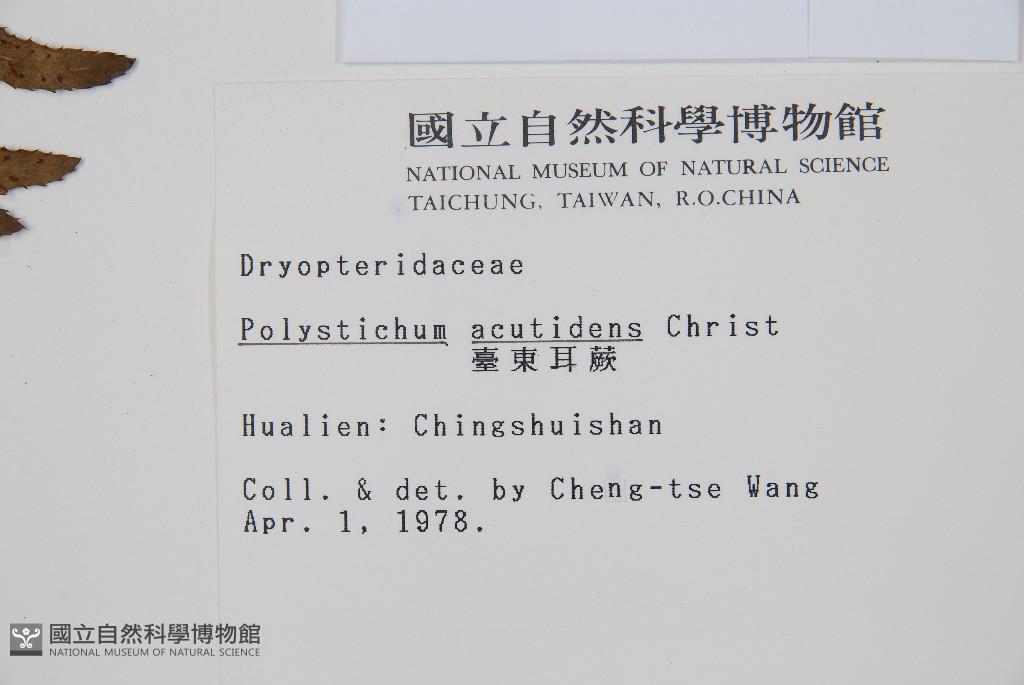 國立自然科學博物館
NATIONAL MUSEUM OF NATURAL SCIENCE
TAICHUNG, TAIWAN, R.O.CHINA
Dryopteridaceae
Polystichum acutidens Christ
臺東耳蕨
Hualien: Chingshuishan
Coll. & det. by Cheng-tse Wang
Apr. 1, 1978.
國立自然科學博物館
NATIONAL MUSEUM OF NATURAL SCIENCE